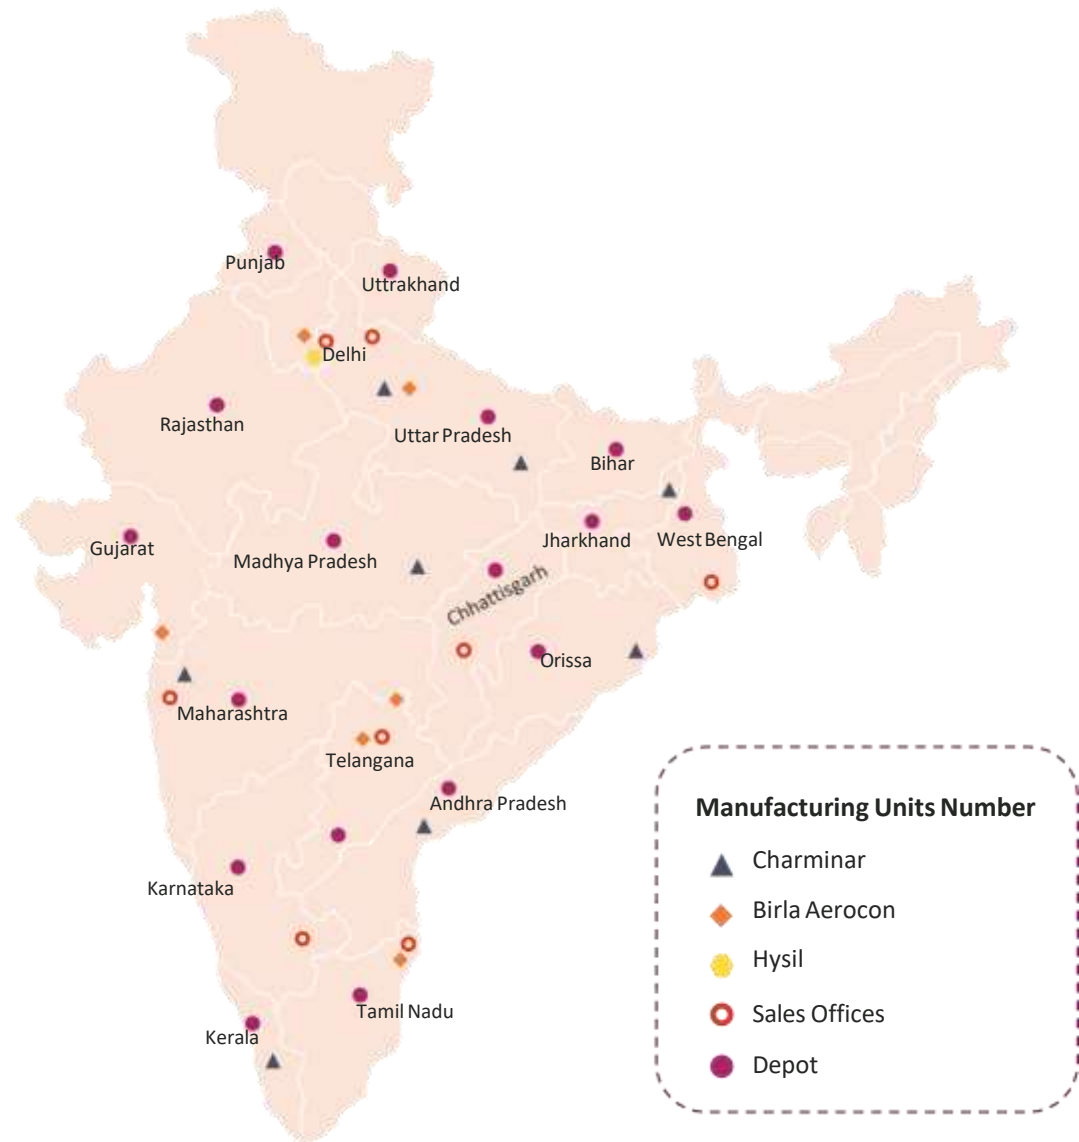 Punjab
Uttrakhand
Delhi
Rajasthan
Uttar Pradesh
Bihar
Gujarat
Madhya Pradesh
Jharkhand
West Bengal
Chhattisgarh
Orissa
Maharashtra
Telangana
Andhra Pradesh
Karnataka
Tamil Nadu
Kerala
Manufacturing Units Number
Charminar
Birla Aerocon
Hysil
Sales Offices
Depot